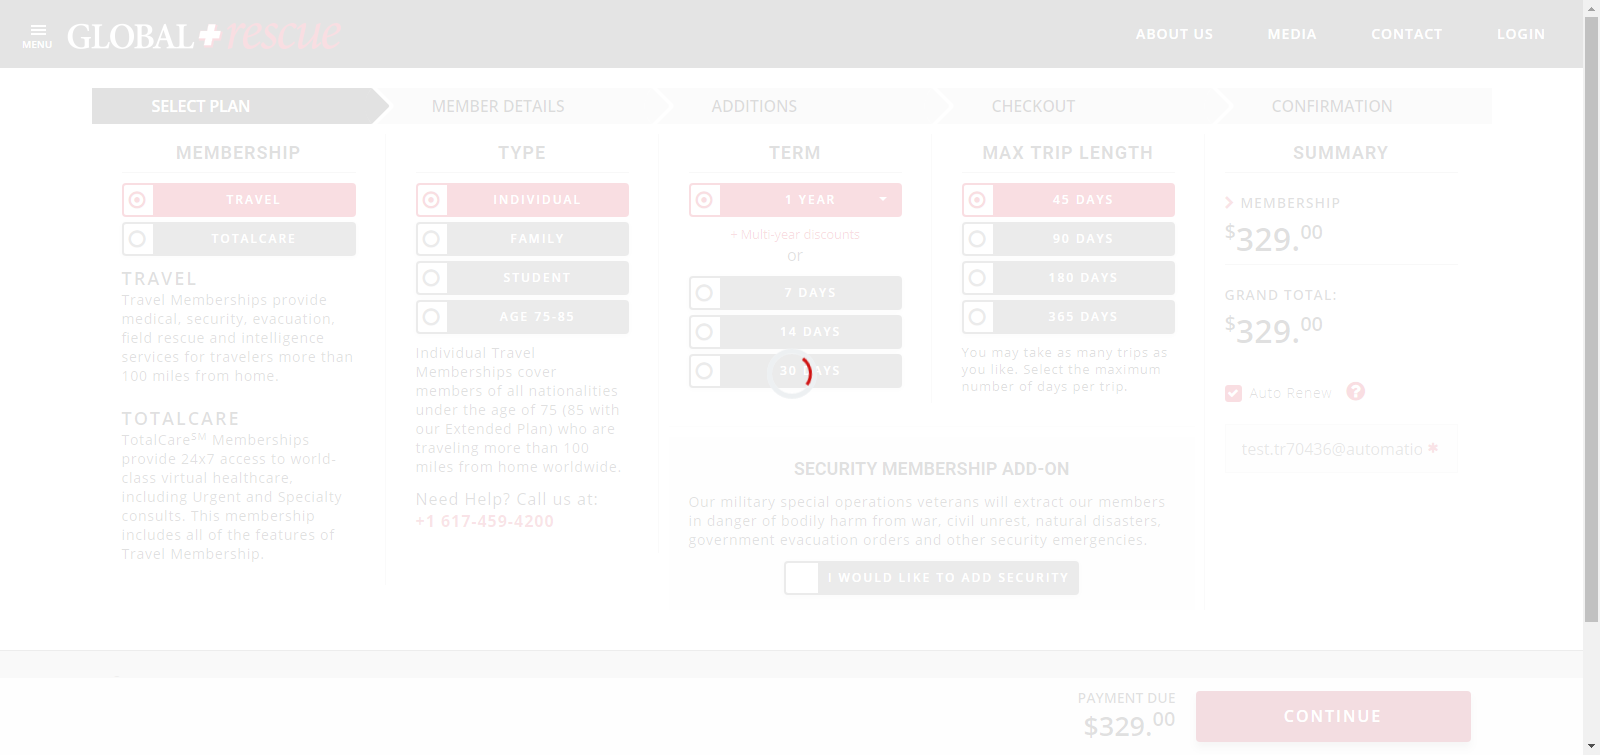 MENU
GLOBAL rescue
ABOUT US
MEDIA
CONTACT
LOGIN
SELECT PLAN
MEMBER DETAILS
ADDITIONS
CHECKOUT
CONFIRMATION
MEMBERSHIP
TRAVEL
TOTALCARE
TRAVEL
Travel Memberships provide
medical, security, evacuation,
field rescue and intelligence
services for travelers more than
100 miles from home.
TOTALCARE
TotalCareSM Memberships
provide 24x7 access to world-
class virtual healthcare,
including Urgent and Specialty
consults. This membership
includes all of the features of
Travel Membership.
TYPE
INDIVIDUAL
FAMILY
STUDENT
AGE 75-85
Individual Travel
Memberships cover
members of all nationalities
under the age of 75 (85 with
our Extended Plan) who are
traveling more than 100
miles from home worldwide.
Need Help? Call us at:
+1 617-459-4200
TERM
1 YEAR
+ Multi-year discounts
or
7 DAYS
14 DAYS
30 DAYS
MAX TRIP LENGTH
45 DAYS
90 DAYS
180 DAYS
365 DAYS
You may take as many trips as
you like. Select the maximum
number of days per trip.
SECURITY MEMBERSHIP ADD-ON
Our military special operations veterans will extract our members
in danger of bodily harm from war, civil unrest, natural disasters,
government evacuation orders and other security emergencies.
I WOULD LIKE TO ADD SECURITY
SUMMARY
MEMBERSHIP
$329.00
GRAND TOTAL:
$329.00
Auto Renew ?
test.tr70436@automatio *
PAYMENT DUE
$329.00
CONTINUE